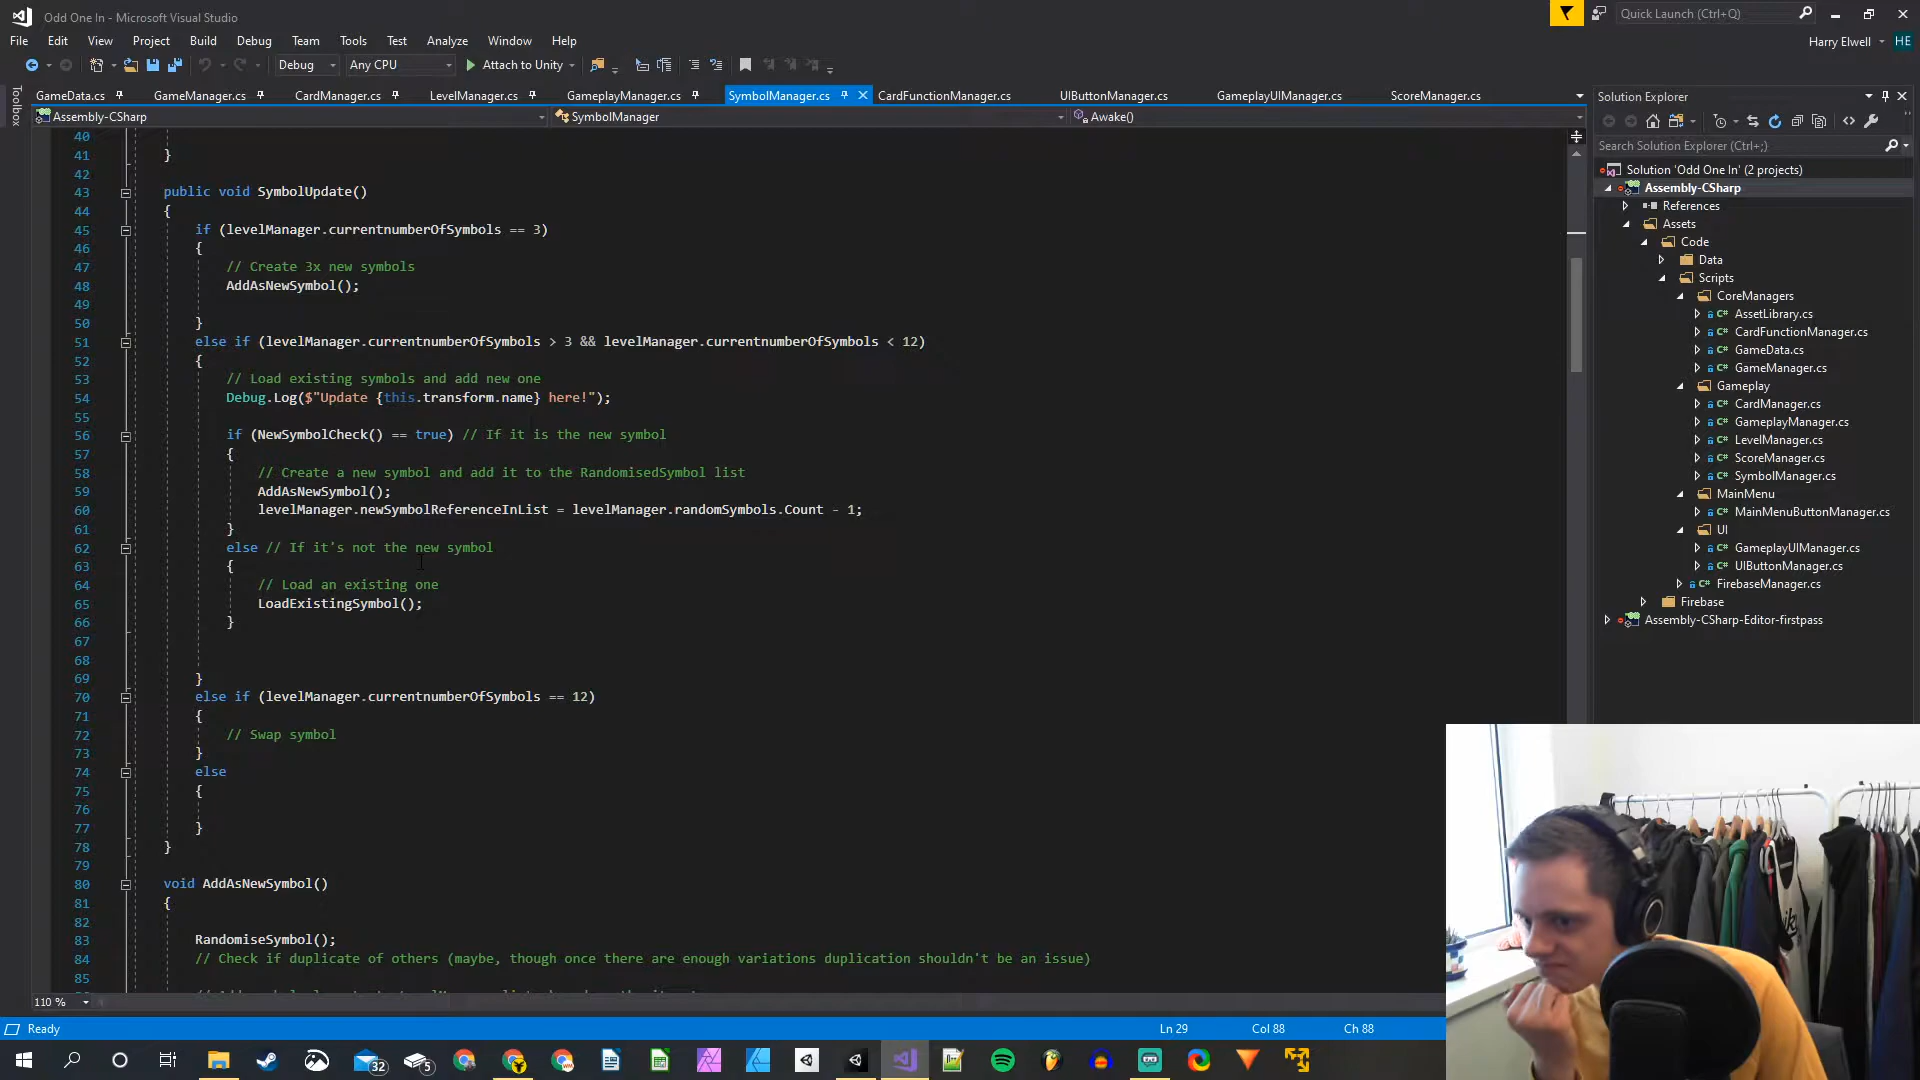 Odd One In - Microsoft Visual Studio
Quick Launch (Ctrl+Q)
File Edit View Project Build Debug Team Tools Test Analyze Window Help
Harry Elwell HE
Debug Any CPU Attach to Unity
Toolbox
GameData.cs GameManager.cs CardManager.cs LevelManager.cs GameplayManager.cs SymbolManager.cs CardFunctionManager.cs UIButtonManager.cs GameplayUIManager.cs ScoreManager.cs
Assembly-CSharp SymbolManager Awake()
40
41 }
42
43 public void SymbolUpdate()
44 {
45 if (levelManager.currentnumberOfSymbols == 3)
46 {
47 // Create 3x new symbols
48 AddAsNewSymbol();
49
50 }
51 else if (levelManager.currentnumberOfSymbols > 3 && levelManager.currentnumberOfSymbols < 12)
52 {
53 // Load existing symbols and add new one
54 Debug.Log($"Update {this.transform.name} here!");
55
56 if (NewSymbolCheck() == true) // If it is the new symbol
57 {
58 // Create a new symbol and add it to the RandomisedSymbol list
59 AddAsNewSymbol();
60 levelManager.newSymbolReferenceInList = levelManager.randomSymbols.Count - 1;
61 }
62 else // If it's not the new symbol
63 {
64 // Load an existing one
65 LoadExistingSymbol();
66 }
67
68
69 }
70 else if (levelManager.currentnumberOfSymbols == 12)
71 {
72 // Swap symbol
73 }
74 else
75 {
76
77 }
78 }
79
80 void AddAsNewSymbol()
81 {
82
83 RandomiseSymbol();
84 // Check if duplicate of others (maybe, though once there are enough variations duplication shouldn't be an issue)
85
110 %
Ready Ln 29 Col 88 Ch 88
Solution Explorer
Search Solution Explorer (Ctrl+;)
Solution 'Odd One In' (2 projects)
Assembly-CSharp
References
Assets
Code
Data
Scripts
CoreManagers
AssetLibrary.cs
CardFunctionManager.cs
GameData.cs
GameManager.cs
Gameplay
CardManager.cs
GameplayManager.cs
LevelManager.cs
ScoreManager.cs
SymbolManager.cs
MainMenu
MainMenuButtonManager.cs
UI
GameplayUIManager.cs
UIButtonManager.cs
FirebaseManager.cs
Firebase
Assembly-CSharp-Editor-firstpass
32 5